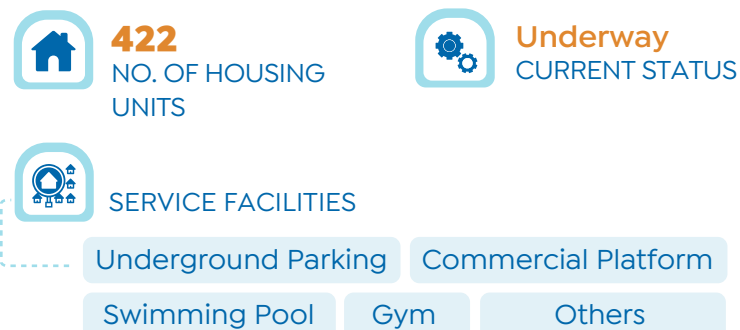 422
NO. OF HOUSING
UNITS
Underway
CURRENT STATUS
SERVICE FACILITIES
Underground Parking
Commercial Platform
Swimming Pool
Gym
Others